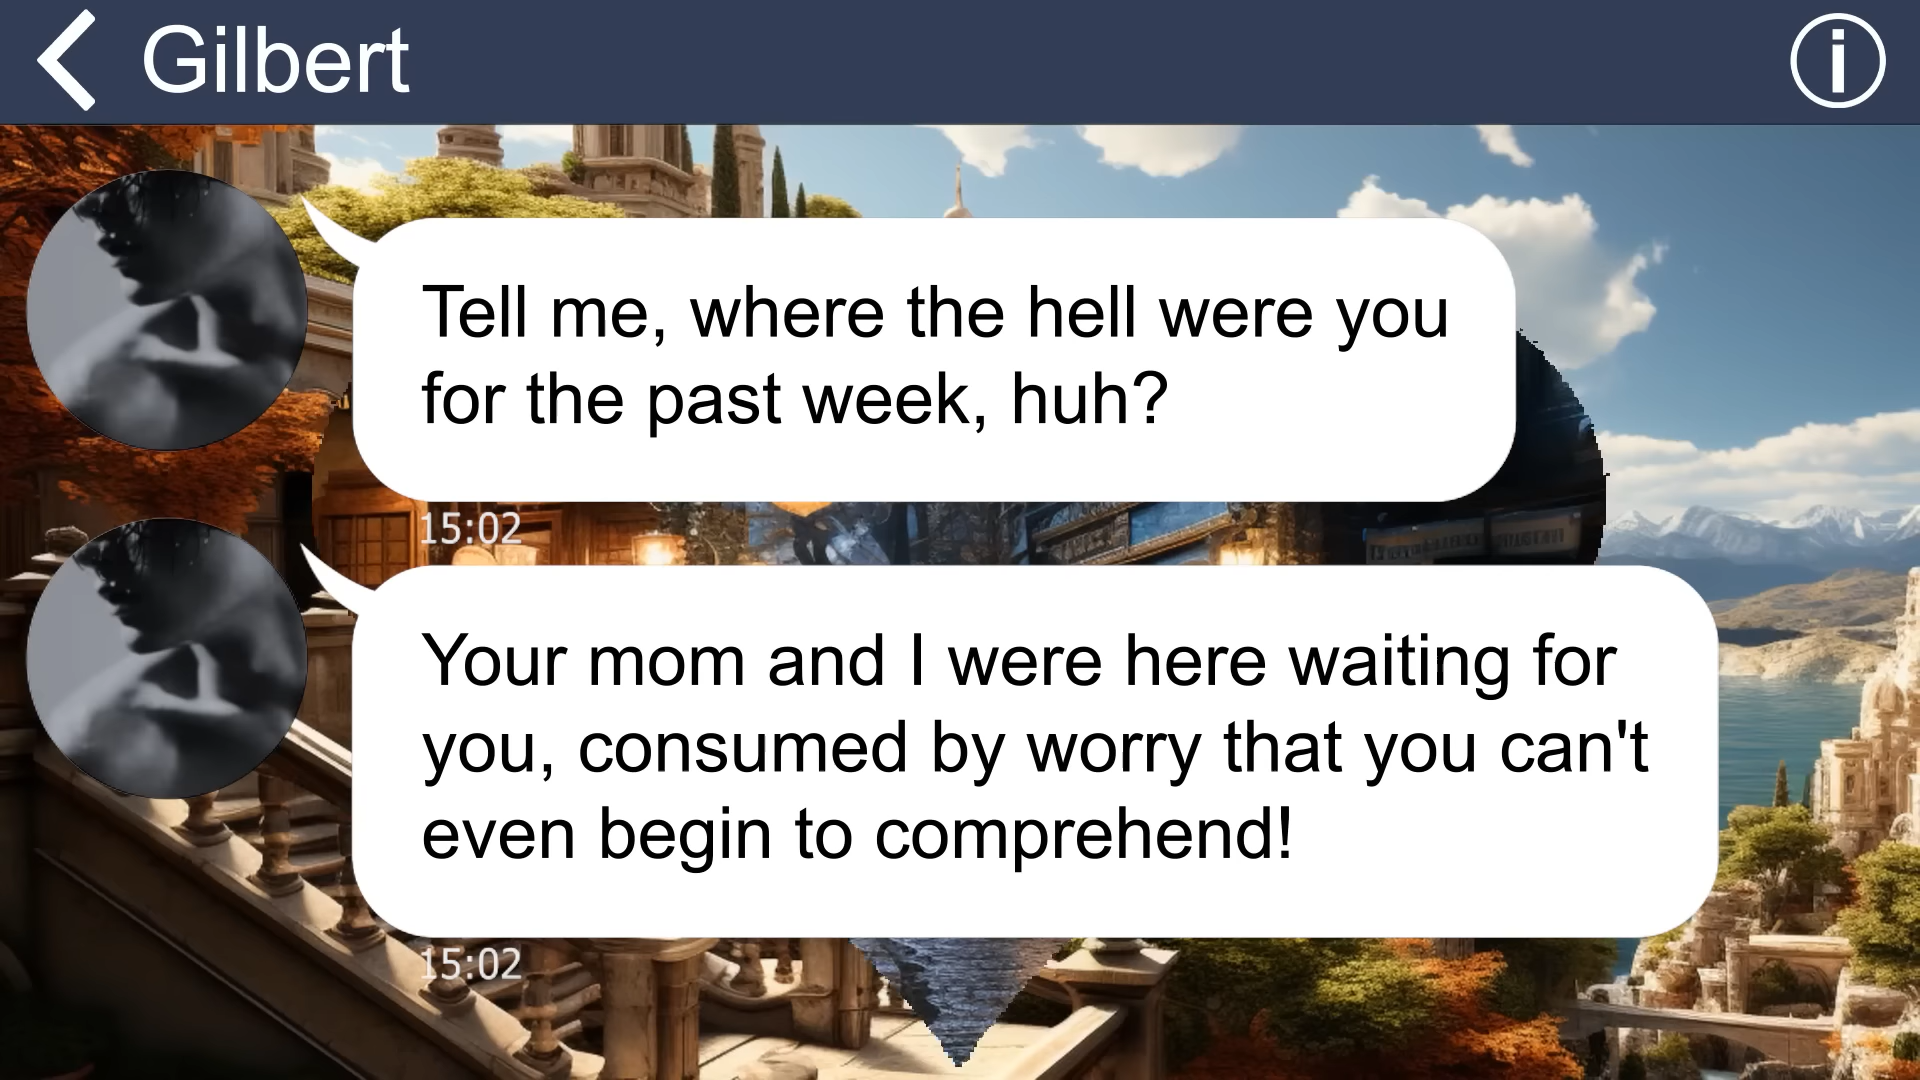 Gilbert
Tell me, where the hell were you
for the past week, huh?
15:02
Your mom and I were here waiting for
you, consumed by worry that you can't
even begin to comprehend!
15:02